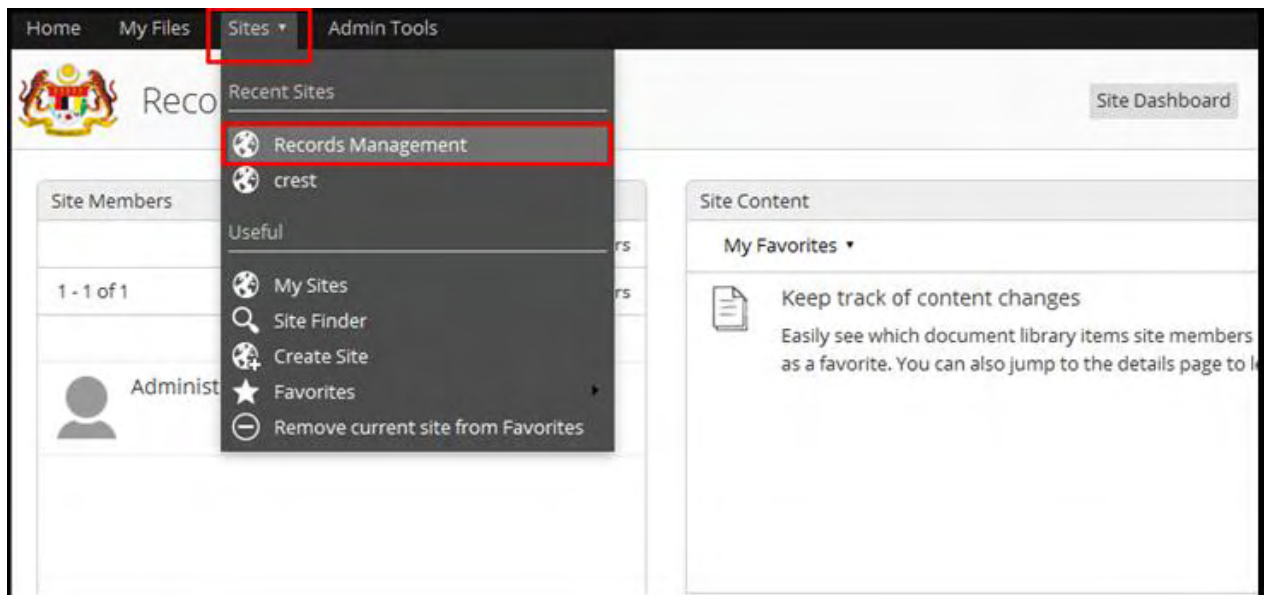 Home My Files Sites Admin Tools
Reco
Site Dashboard
Recent Sites
Records Management
crest
Useful
My Sites
Site Finder
Create Site
Favorites
Remove current site from Favorites
Site Members
rs
1 - 1 of 1
rs
Administ
Site Content
My Favorites
Keep track of content changes
Easily see which document library items site members
as a favorite. You can also jump to the details page to